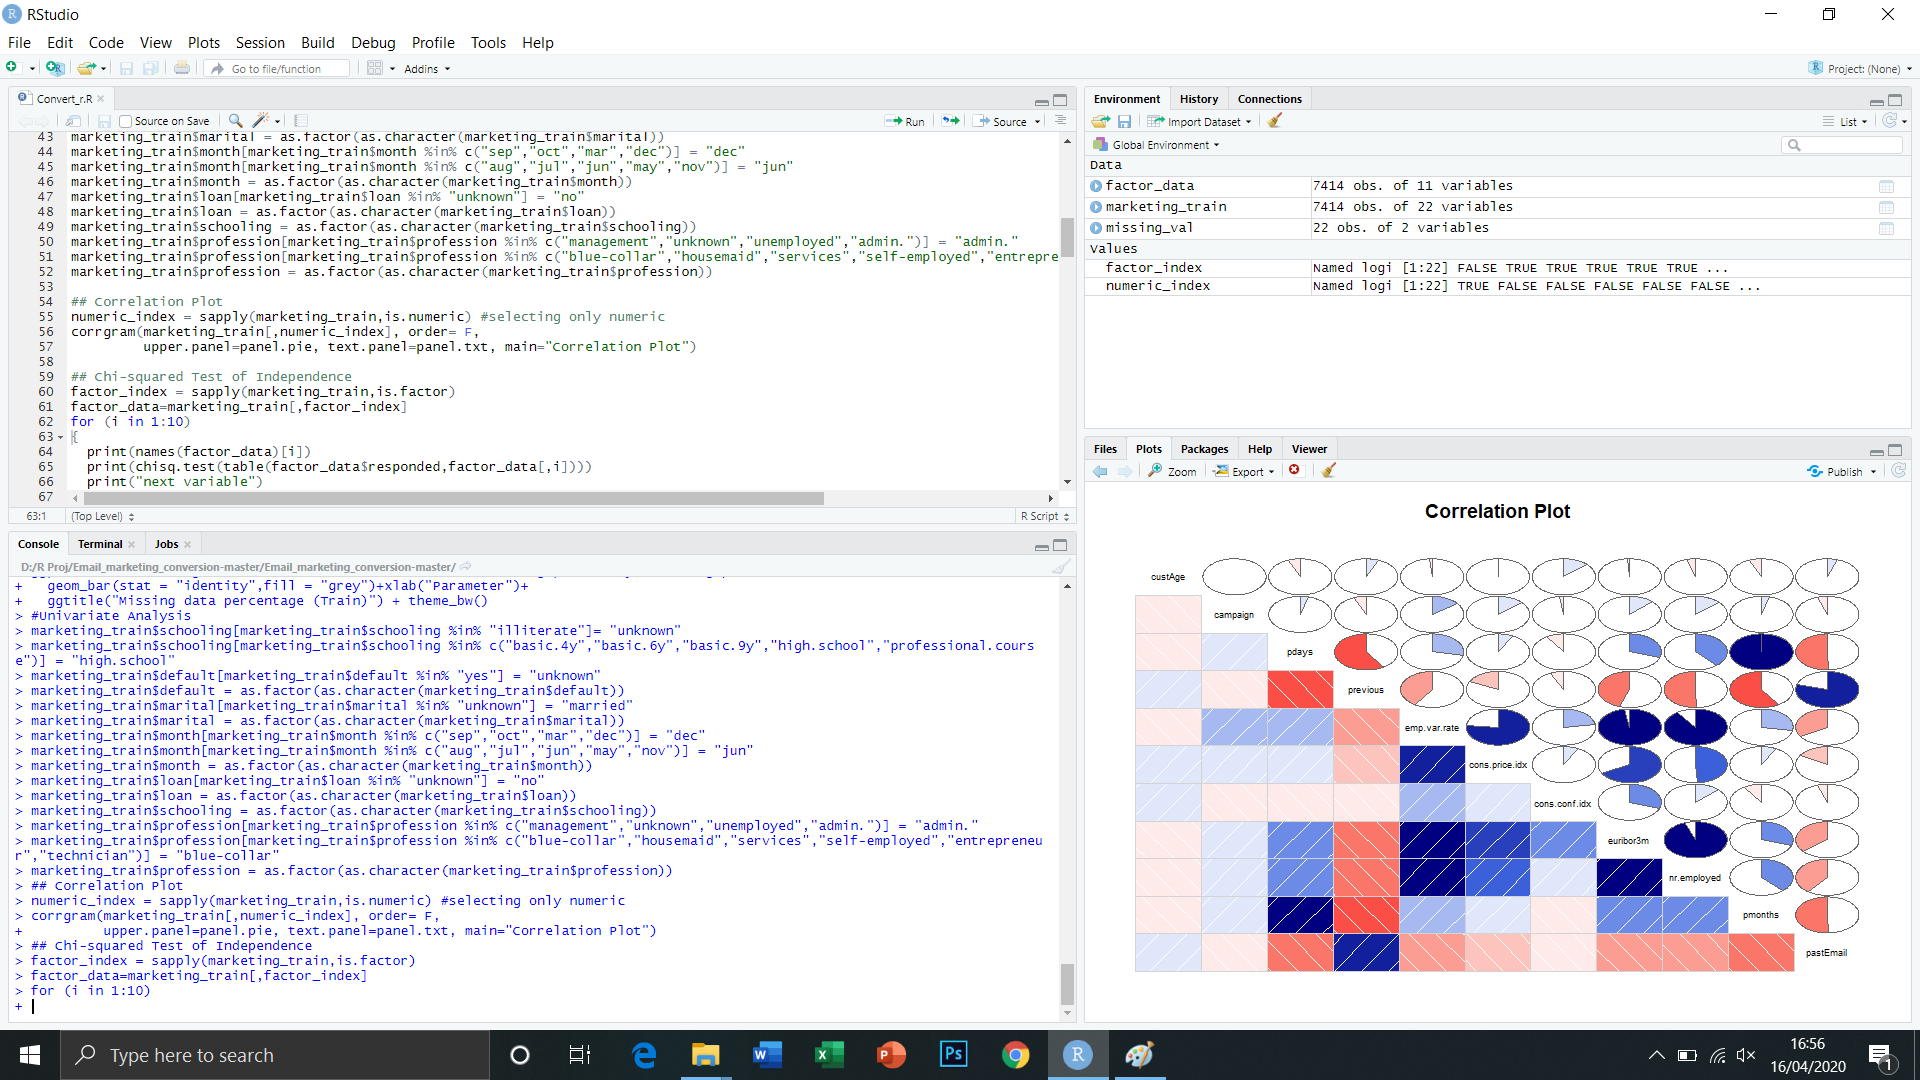 RStudio
File Edit Code View Plots Session Build Debug Profile Tools Help
Go to file/function Addins Project: (None)
Convert_r.R
Source on Save Run Source
43 marketing_train$marital = as.factor(as.character(marketing_train$marital))
44 marketing_train$month[marketing_train$month %in% c("sep","oct","mar","dec")] = "dec"
45 marketing_train$month[marketing_train$month %in% c("aug","jul","jun","may","nov")] = "jun"
46 marketing_train$month = as.factor(as.character(marketing_train$month))
47 marketing_train$loan[marketing_train$loan %in% "unknown"] = "no"
48 marketing_train$loan = as.factor(as.character(marketing_train$loan))
49 marketing_train$schooling = as.factor(as.character(marketing_train$schooling))
50 marketing_train$profession[marketing_train$profession %in% c("management","unknown","unemployed","admin.")] = "admin."
51 marketing_train$profession[marketing_train$profession %in% c("blue-collar","housemaid","services","self-employed","entrepre
52 marketing_train$profession = as.factor(as.character(marketing_train$profession))
53
54 ## Correlation Plot
55 numeric_index = sapply(marketing_train,is.numeric) #selecting only numeric
56 corrgram(marketing_train[,numeric_index], order= F,
57 upper.panel=panel.pie, text.panel=panel.txt, main="Correlation Plot")
58
59 ## Chi-squared Test of Independence
60 factor_index = sapply(marketing_train,is.factor)
61 factor_data=marketing_train[,factor_index]
62 for (i in 1:10)
63 {
64 print(names(factor_data)[i])
65 print(chisq.test(table(factor_data$responded,factor_data[,i])))
66 print("next variable")
67
63:1 (Top Level) R Script
Console Terminal Jobs
D:/R Proj/Email_marketing_conversion-master/Email_marketing_conversion-master/
+ geom_bar(stat = "identity",fill = "grey")+xlab("Parameter")+
+ ggtitle("Missing data percentage (Train)") + theme_bw()
> #Univariate Analysis
> marketing_train$schooling[marketing_train$schooling %in% "illiterate"]= "unknown"
> marketing_train$schooling[marketing_train$schooling %in% c("basic.4y","basic.6y","basic.9y","high.school","professional.cours
e")] = "high.school"
> marketing_train$default[marketing_train$default %in% "yes"] = "unknown"
> marketing_train$default = as.factor(as.character(marketing_train$default))
> marketing_train$marital[marketing_train$marital %in% "unknown"] = "married"
> marketing_train$marital = as.factor(as.character(marketing_train$marital))
> marketing_train$month[marketing_train$month %in% c("sep","oct","mar","dec")] = "dec"
> marketing_train$month[marketing_train$month %in% c("aug","jul","jun","may","nov")] = "jun"
> marketing_train$month = as.factor(as.character(marketing_train$month))
> marketing_train$loan[marketing_train$loan %in% "unknown"] = "no"
> marketing_train$loan = as.factor(as.character(marketing_train$loan))
> marketing_train$schooling = as.factor(as.character(marketing_train$schooling))
> marketing_train$profession[marketing_train$profession %in% c("management","unknown","unemployed","admin.")] = "admin."
> marketing_train$profession[marketing_train$profession %in% c("blue-collar","housemaid","services","self-employed","entrepreneu
r","technician")] = "blue-collar"
> marketing_train$profession = as.factor(as.character(marketing_train$profession))
> ## Correlation Plot
> numeric_index = sapply(marketing_train,is.numeric) #selecting only numeric
> corrgram(marketing_train[,numeric_index], order= F,
+ upper.panel=panel.pie, text.panel=panel.txt, main="Correlation Plot")
> ## Chi-squared Test of Independence
> factor_index = sapply(marketing_train,is.factor)
> factor_data=marketing_train[,factor_index]
> for (i in 1:10)
+
Environment History Connections
Import Dataset List
Global Environment
Data
factor_data 7414 obs. of 11 variables
marketing_train 7414 obs. of 22 variables
missing_val 22 obs. of 2 variables
Values
factor_index Named logi [1:22] FALSE TRUE TRUE TRUE TRUE TRUE ...
numeric_index Named logi [1:22] TRUE FALSE FALSE FALSE FALSE FALSE ...
Files Plots Packages Help Viewer
Zoom Export Publish
Correlation Plot
custAge
campaign
pdays
previous
emp.var.rate
cons.price.idx
cons.conf.idx
euribor3m
nr.employed
pmonths
pastEmail
Type here to search
16:56
16/04/2020
1